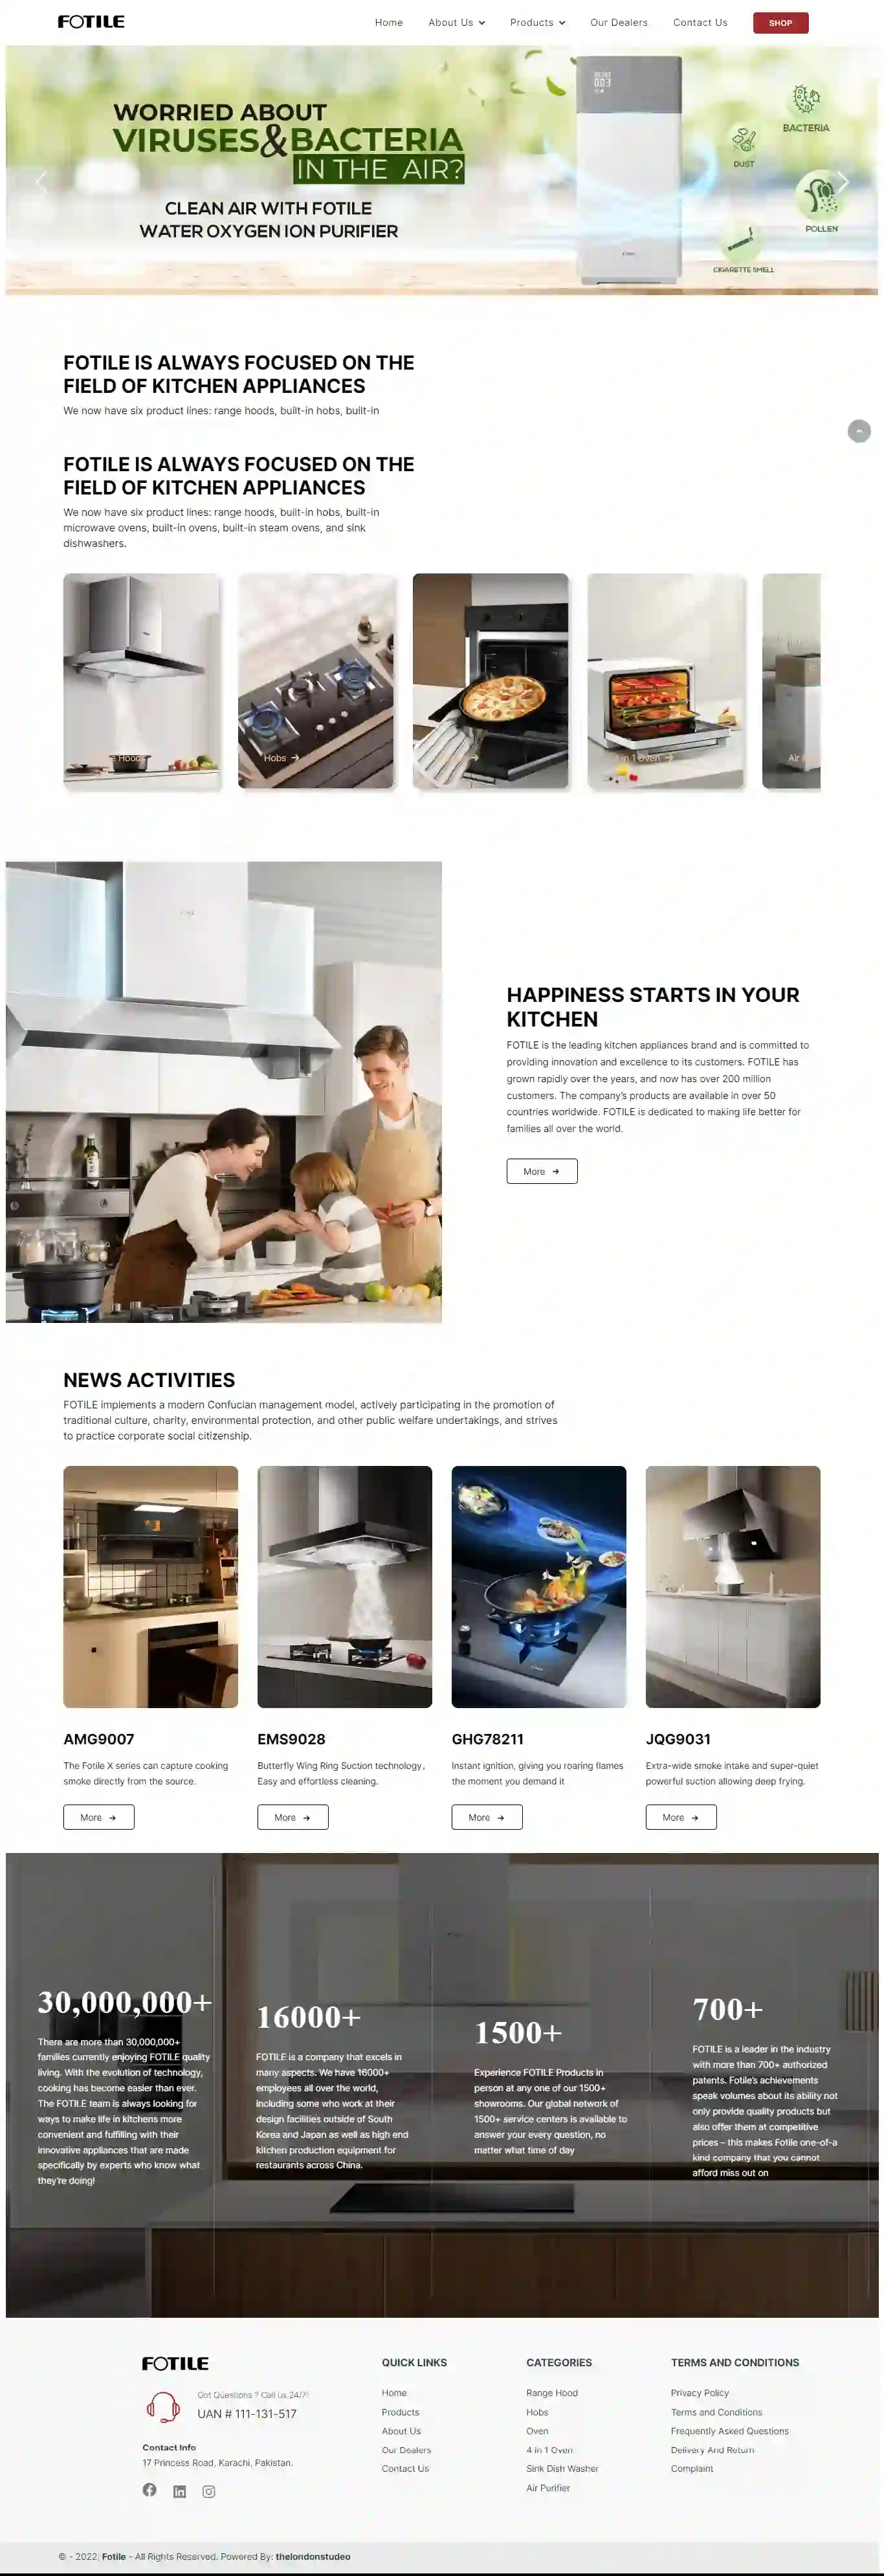 FOTILE
Home About Us Products Our Dealers Contact Us SHOP
WORRIED ABOUT
VIRUSES & BACTERIA
IN THE AIR?
CLEAN AIR WITH FOTILE
WATER OXYGEN ION PURIFIER
BACTERIA
DUST
POLLEN
CIGARETTE SMELL
FOTILE IS ALWAYS FOCUSED ON THE
FIELD OF KITCHEN APPLIANCES
We now have six product lines: range hoods, built-in hobs, built-in
FOTILE IS ALWAYS FOCUSED ON THE
FIELD OF KITCHEN APPLIANCES
We now have six product lines: range hoods, built-in hobs, built-in
microwave ovens, built-in ovens, built-in steam ovens, and sink
dishwashers.
Hobs →
in 1 Oven →
Air
HAPPINESS STARTS IN YOUR
KITCHEN
FOTILE is the leading kitchen appliances brand and is committed to
providing innovation and excellence to its customers. FOTILE has
grown rapidly over the years, and now has over 200 million
customers. The company's products are available in over 50
countries worldwide. FOTILE is dedicated to making life better for
families all over the world.
More →
NEWS ACTIVITIES
FOTILE implements a modern Confucian management model, actively participating in the promotion of
traditional culture, charity, environmental protection, and other public welfare undertakings, and strives
to practice corporate social citizenship.
AMG9007
The Fotile X series can capture cooking
smoke directly from the source.
More →
EMS9028
Butterfly Wing Ring Suction technology,
Easy and effortless cleaning.
More →
GHG78211
Instant ignition, giving you roaring flames
the moment you demand it
More →
JQG9031
Extra-wide smoke intake and super-quiet
powerful suction allowing deep frying.
More →
30,000,000+
There are more than 30,000,000+
families currently enjoying FOTILE quality
living. With the evolution of technology,
cooking has become easier than ever.
The FOTILE team is always looking for
ways to make life in kitchens more
convenient and fulfilling with their
innovative appliances that are made
specifically by experts who know what
they're doing!
16000+
FOTILE is a company that excels in
many aspects. We have 16000+
employees all over the world,
including some who work at their
design facilities outside of South
Korea and Japan as well as high end
kitchen production equipment for
restaurants across China.
1500+
Experience FOTILE Products in
person at any one of our 1500+
showrooms. Our global network of
1500+ service centers is available to
answer your every question, no
matter what time of day
700+
FOTILE is a leader in the industry
with more than 700+ authorized
patents. Fotile's achievements
speak volumes about its ability not
only provide quality products but
also offer them at competitive
prices – this makes Fotile one-of-a
kind company that you cannot
afford miss out on
FOTILE
Got Questions ? Call us 24/7!
UAN # 111-131-517
Contact Info
17 Princess Road, Karachi, Pakistan.
QUICK LINKS
Home
Products
About Us
Our Dealers
Contact Us
CATEGORIES
Range Hood
Hobs
Oven
4 in 1 Oven
Sink Dish Washer
Air Purifier
TERMS AND CONDITIONS
Privacy Policy
Terms and Conditions
Frequently Asked Questions
Delivery And Return
Complaint
© - 2022, Fotile - All Rights Reserved. Powered By: thelondonstudeo